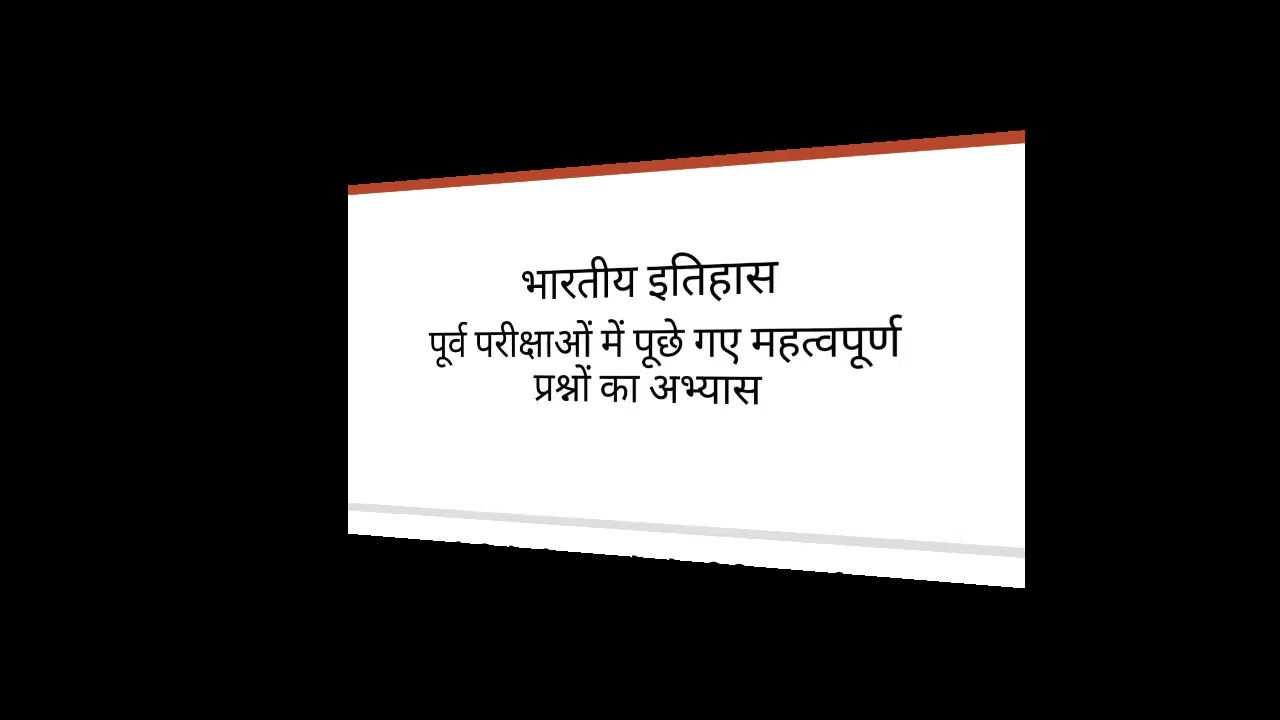 भारतीय इतिहास
पूर्व परीक्षाओं में पूछे गए महत्वपूर्ण
प्रश्नों का अभ्यास